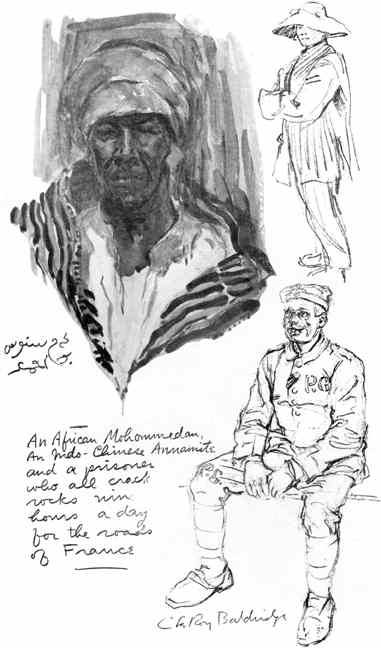 PG
An African Mohommedan,
An Indo-Chinese Annamite
and a prisoner
who all crack
rocks nine
hours a day
for the roads
of France
C LeRoy Baldridge